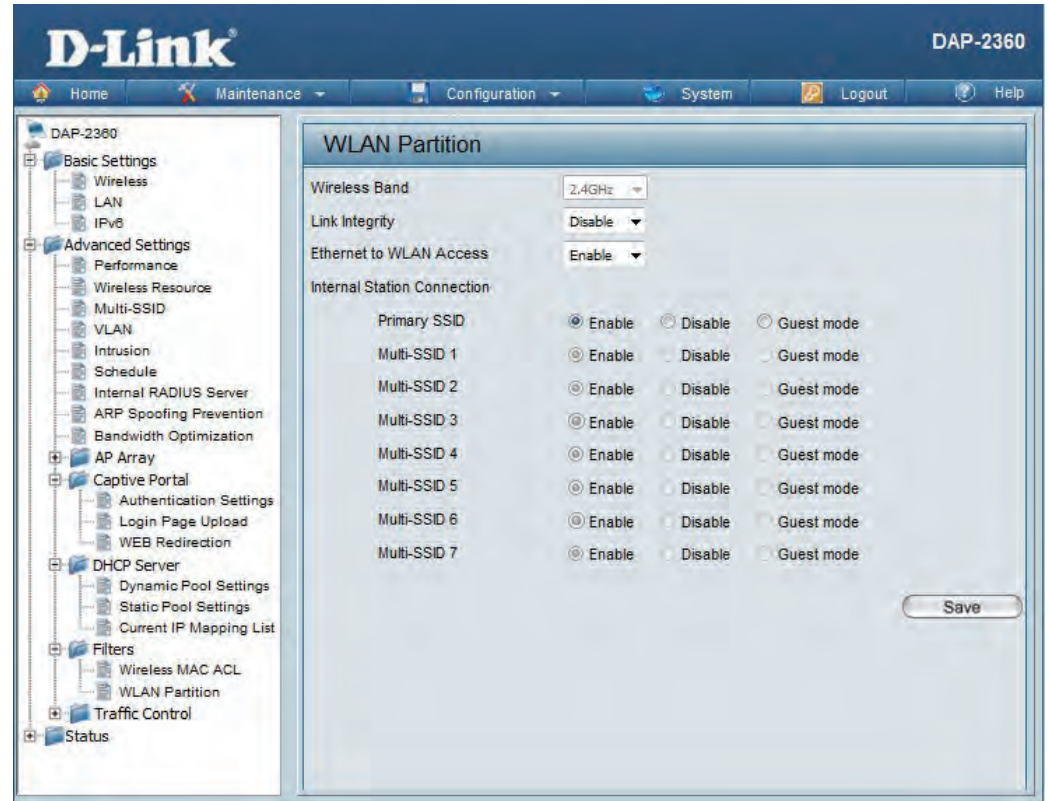 D-Link
DAP-2360
Home Maintenance Configuration System Logout Help
DAP-2360
Basic Settings
Wireless
LAN
IPv6
Advanced Settings
Performance
Wireless Resource
Multi-SSID
VLAN
Intrusion
Schedule
Internal RADIUS Server
ARP Spoofing Prevention
Bandwidth Optimization
AP Array
Captive Portal
Authentication Settings
Login Page Upload
WEB Redirection
DHCP Server
Dynamic Pool Settings
Static Pool Settings
Current IP Mapping List
Filters
Wireless MAC ACL
WLAN Partition
Traffic Control
Status
WLAN Partition
Wireless Band 2.4GHz
Link Integrity Disable
Ethernet to WLAN Access Enable
Internal Station Connection
Primary SSID Enable Disable Guest mode
Multi-SSID 1 Enable Disable Guest mode
Multi-SSID 2 Enable Disable Guest mode
Multi-SSID 3 Enable Disable Guest mode
Multi-SSID 4 Enable Disable Guest mode
Multi-SSID 5 Enable Disable Guest mode
Multi-SSID 6 Enable Disable Guest mode
Multi-SSID 7 Enable Disable Guest mode
Save